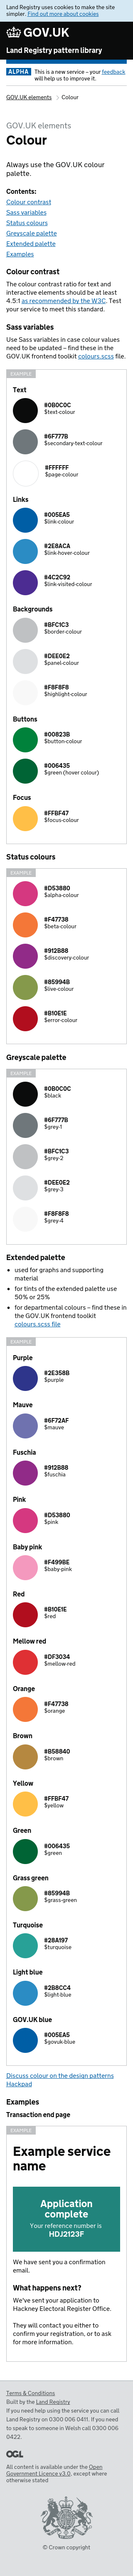 Land Registry uses cookies to make the site
simpler. Find out more about cookies
GOV.UK
Land Registry pattern library
ALPHA
This is a new service – your feedback
will help us to improve it.
GOV.UK elements
Colour
GOV.UK elements
Colour
Always use the GOV.UK colour
palette.
Contents:
Colour contrast
Sass variables
Status colours
Greyscale palette
Extended palette
Examples
Colour contrast
The colour contrast ratio for text and
interactive elements should be at least
4.5:1 as recommended by the W3C. Test
your service to meet this standard.
Sass variables
Use Sass variables in case colour values
need to be updated – find these in the
GOV.UK frontend toolkit colours.scss file.
EXAMPLE
Text
#0B0C0C
$text-colour
#6F777B
$secondary-text-colour
#FFFFFF
$page-colour
Links
#005EA5
$link-colour
#2E8ACA
$link-hover-colour
#4C2C92
$link-visited-colour
Backgrounds
#BFC1C3
$border-colour
#DEE0E2
$panel-colour
#F8F8F8
$highlight-colour
Buttons
#00823B
$button-colour
#006435
$green (hover colour)
Focus
#FFBF47
$focus-colour
Status colours
EXAMPLE
#D53880
$alpha-colour
#F47738
$beta-colour
#912B88
$discovery-colour
#85994B
$live-colour
#B10E1E
$error-colour
Greyscale palette
EXAMPLE
#0B0C0C
$black
#6F777B
$grey-1
#BFC1C3
$grey-2
#DEE0E2
$grey-3
#F8F8F8
$grey-4
Extended palette
used for graphs and supporting
material
for tints of the extended palette use
50% or 25%
for departmental colours – find these in
the GOV.UK frontend toolkit
colours.scss file
EXAMPLE
Purple
#2E358B
$purple
Mauve
#6F72AF
$mauve
Fuschia
#912B88
$fuschia
Pink
#D53880
$pink
Baby pink
#F499BE
$baby-pink
Red
#B10E1E
$red
Mellow red
#DF3034
$mellow-red
Orange
#F47738
$orange
Brown
#B58840
$brown
Yellow
#FFBF47
$yellow
Green
#006435
$green
Grass green
#85994B
$grass-green
Turquoise
#28A197
$turquoise
Light blue
#2B8CC4
$light-blue
GOV.UK blue
#005EA5
$govuk-blue
Discuss colour on the design patterns
Hackpad
Examples
Transaction end page
EXAMPLE
Example service
name
Application
complete
Your reference number is
HDJ2123F
We have sent you a confirmation
email.
What happens next?
We've sent your application to
Hackney Electoral Register Office.
They will contact you either to
confirm your registration, or to ask
for more information.
Terms & Conditions
Built by the Land Registry
If you need help using the service you can call
Land Registry on 0300 006 0411. If you need
to speak to someone in Welsh call 0300 006
0422.
OGL
All content is available under the Open
Government Licence v3.0, except where
otherwise stated
© Crown copyright